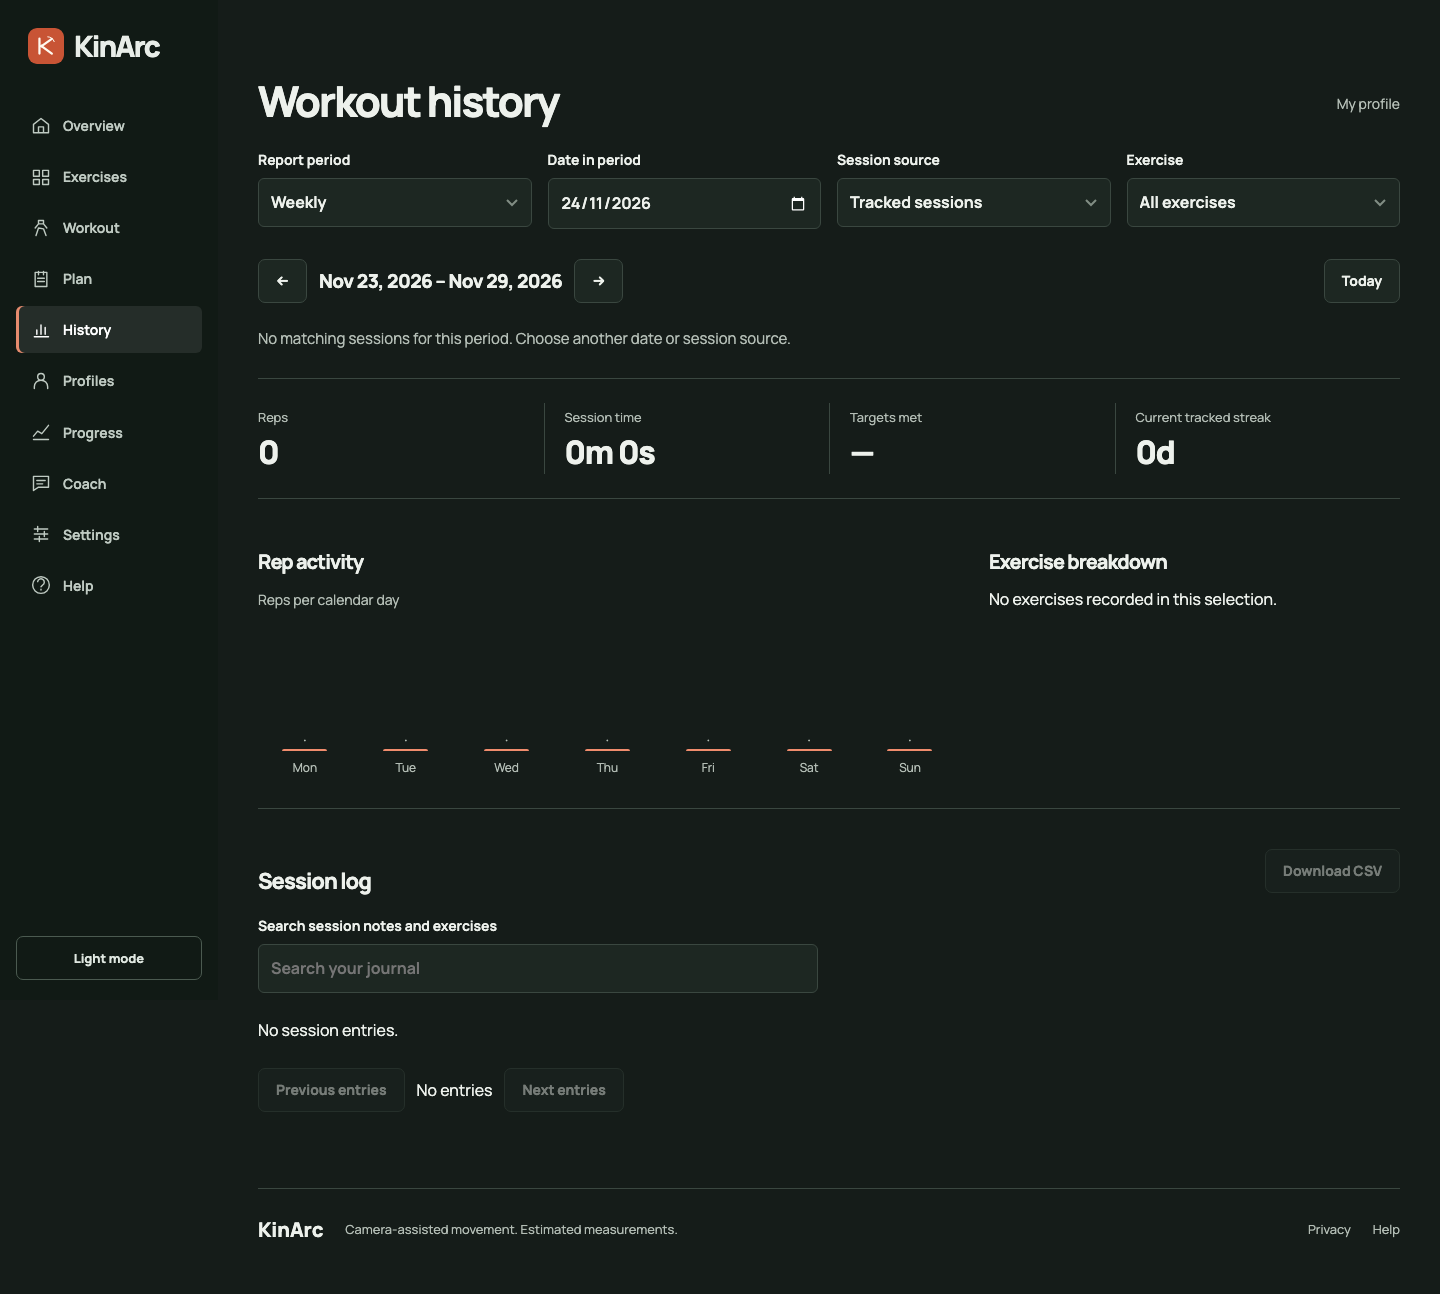 KinArc
Overview
Exercises
Workout
Plan
History
Profiles
Progress
Coach
Settings
Help
Light mode
Workout history
My profile
Report period
Weekly
Date in period
24/11/2026
Session source
Tracked sessions
Exercise
All exercises
Nov 23, 2026 – Nov 29, 2026
Today
No matching sessions for this period. Choose another date or session source.
Reps
0
Session time
0m 0s
Targets met
—
Current tracked streak
0d
Rep activity
Reps per calendar day
Mon
Tue
Wed
Thu
Fri
Sat
Sun
Exercise breakdown
No exercises recorded in this selection.
Session log
Download CSV
Search session notes and exercises
Search your journal
No session entries.
Previous entries
No entries
Next entries
KinArc
Camera-assisted movement. Estimated measurements.
Privacy
Help